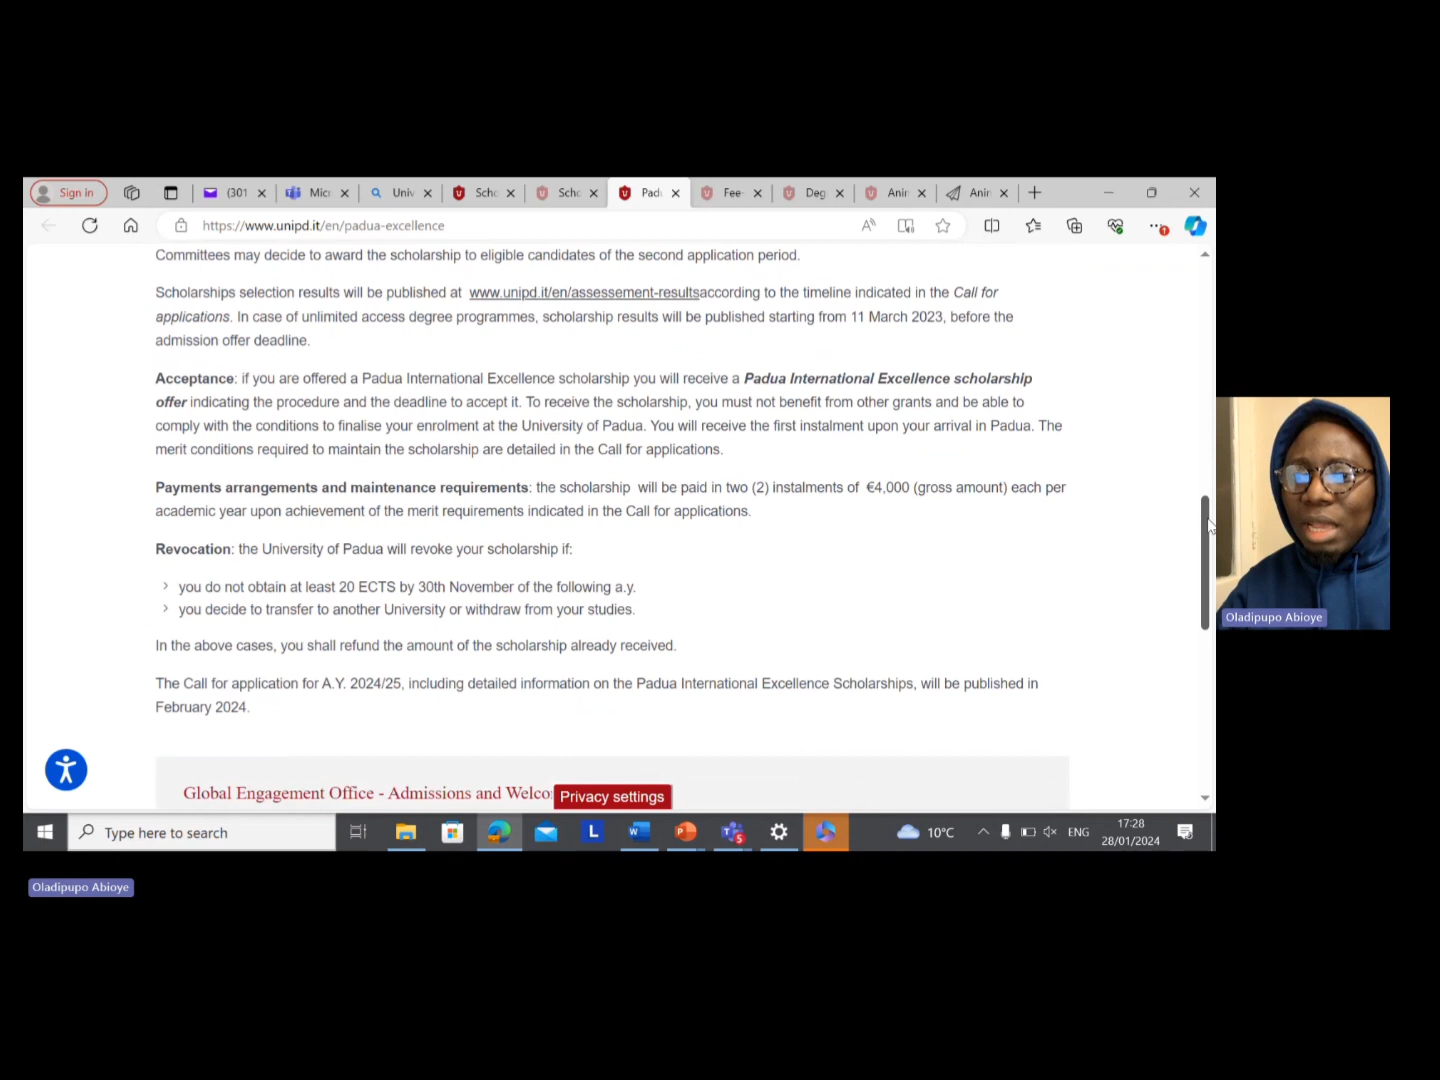 Sign in
(301
Micr
Univ
Scho
Scho
Padu
Fee-
Deg
Anir
Anir
https://www.unipd.it/en/padua-excellence
Committees may decide to award the scholarship to eligible candidates of the second application period.
Scholarships selection results will be published at www.unipd.it/en/assessement-resultsaccording to the timeline indicated in the Call for
applications. In case of unlimited access degree programmes, scholarship results will be published starting from 11 March 2023, before the
admission offer deadline.
Acceptance: if you are offered a Padua International Excellence scholarship you will receive a Padua International Excellence scholarship
offer indicating the procedure and the deadline to accept it. To receive the scholarship, you must not benefit from other grants and be able to
comply with the conditions to finalise your enrolment at the University of Padua. You will receive the first instalment upon your arrival in Padua. The
merit conditions required to maintain the scholarship are detailed in the Call for applications.
Payments arrangements and maintenance requirements: the scholarship will be paid in two (2) instalments of €4,000 (gross amount) each per
academic year upon achievement of the merit requirements indicated in the Call for applications.
Revocation: the University of Padua will revoke your scholarship if:
you do not obtain at least 20 ECTS by 30th November of the following a.y.
you decide to transfer to another University or withdraw from your studies.
In the above cases, you shall refund the amount of the scholarship already received.
The Call for application for A.Y. 2024/25, including detailed information on the Padua International Excellence Scholarships, will be published in
February 2024.
Global Engagement Office - Admissions and Welco
Privacy settings
Oladipupo Abioye
Type here to search
10°C
ENG
17:28
28/01/2024
Oladipupo Abioye